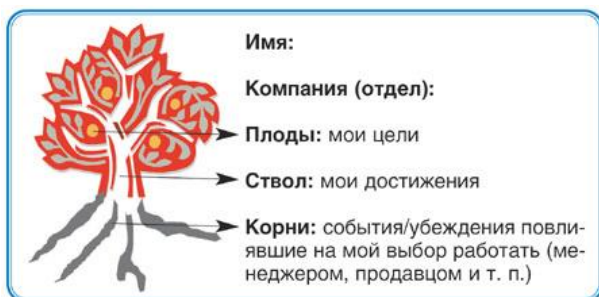 Имя:
Компания (отдел):
Плоды: мои цели
Ствол: мои достижения
Корни: события/убеждения повли-
явшие на мой выбор работать (ме-
неджером, продавцом и т. п.)